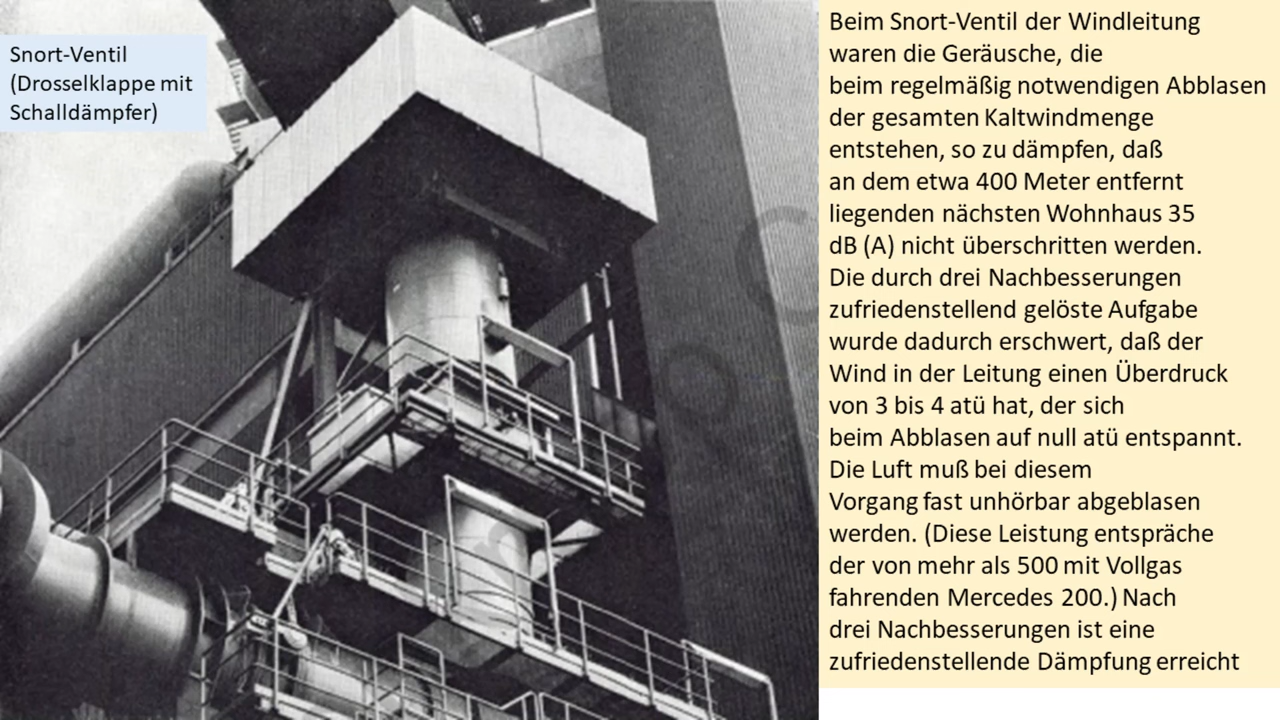 Snort-Ventil
(Drosselklappe mit
Schalldämpfer)
Beim Snort-Ventil der Windleitung
waren die Geräusche, die
beim regelmäßig notwendigen Abblasen
der gesamten Kaltwindmenge
entstehen, so zu dämpfen, daß
an dem etwa 400 Meter entfernt
liegenden nächsten Wohnhaus 35
dB (A) nicht überschritten werden.
Die durch drei Nachbesserungen
zufriedenstellend gelöste Aufgabe
wurde dadurch erschwert, daß der
Wind in der Leitung einen Überdruck
von 3 bis 4 atü hat, der sich
beim Abblasen auf null atü entspannt.
Die Luft muß bei diesem
Vorgang fast unhörbar abgeblasen
werden. (Diese Leistung entspräche
der von mehr als 500 mit Vollgas
fahrenden Mercedes 200.) Nach
drei Nachbesserungen ist eine
zufriedenstellende Dämpfung erreicht